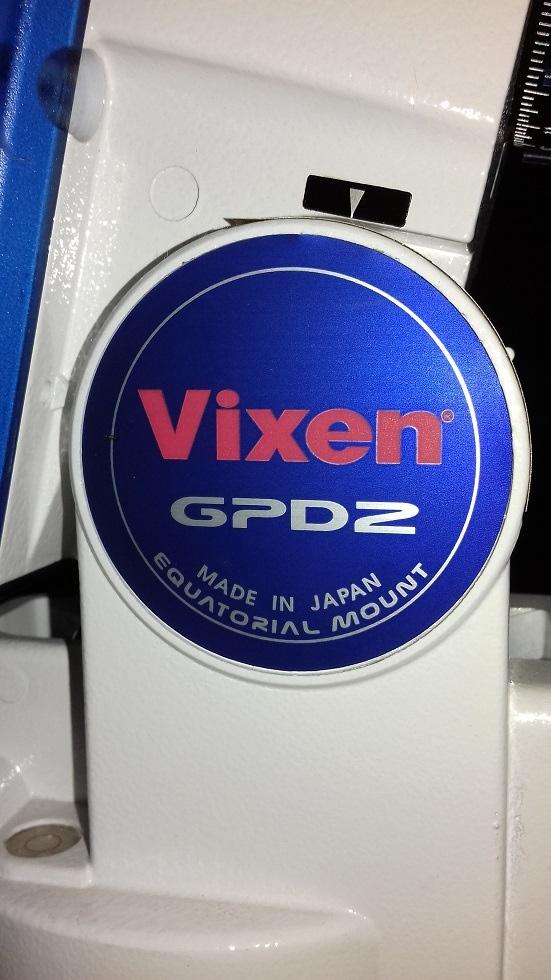 Vixen®
GPD2
MADE IN JAPAN
EQUATORIAL MOUNT